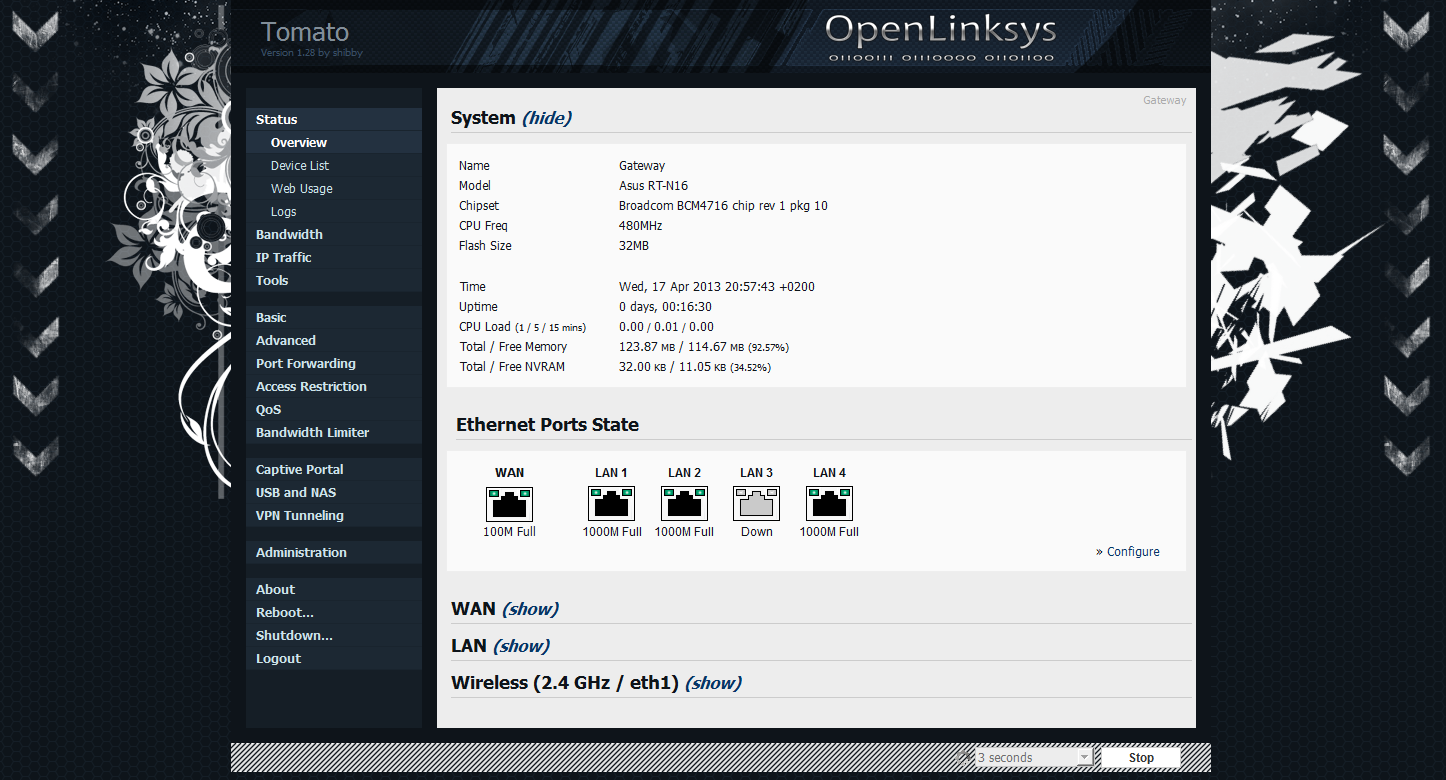 Tomato
Version 1.28 by shibby
OpenLinksys
01100111 01110000 01101100
Status
Overview
Device List
Web Usage
Logs
Bandwidth
IP Traffic
Tools
Basic
Advanced
Port Forwarding
Access Restriction
QoS
Bandwidth Limiter
Captive Portal
USB and NAS
VPN Tunneling
Administration
About
Reboot...
Shutdown...
Logout
Gateway
System (hide)
Name Gateway
Model Asus RT-N16
Chipset Broadcom BCM4716 chip rev 1 pkg 10
CPU Freq 480MHz
Flash Size 32MB
Time Wed, 17 Apr 2013 20:57:43 +0200
Uptime 0 days, 00:16:30
CPU Load (1 / 5 / 15 mins) 0.00 / 0.01 / 0.00
Total / Free Memory 123.87 MB / 114.67 MB (92.57%)
Total / Free NVRAM 32.00 KB / 11.05 KB (34.52%)
Ethernet Ports State
WAN LAN 1 LAN 2 LAN 3 LAN 4
100M Full 1000M Full 1000M Full Down 1000M Full
» Configure
WAN (show)
LAN (show)
Wireless (2.4 GHz / eth1) (show)
3 seconds Stop